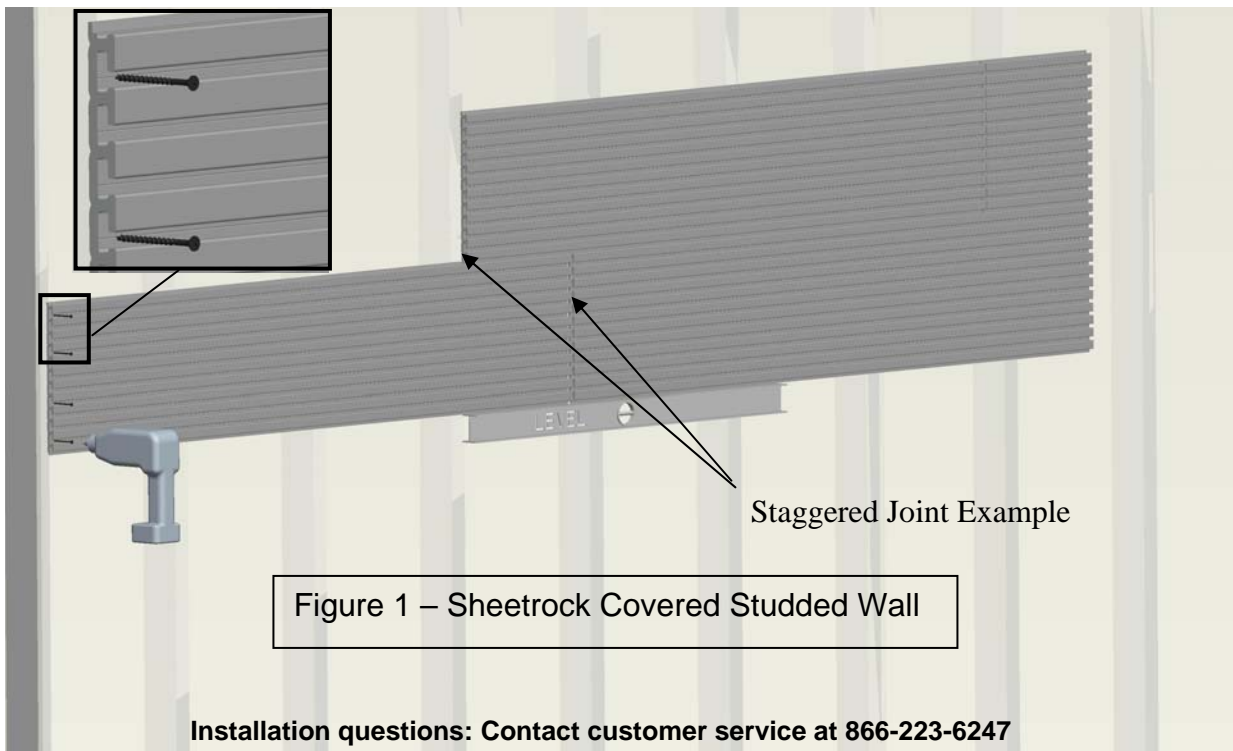 LEVEL
Staggered Joint Example
Figure 1 – Sheetrock Covered Studded Wall
Installation questions: Contact customer service at 866-223-6247